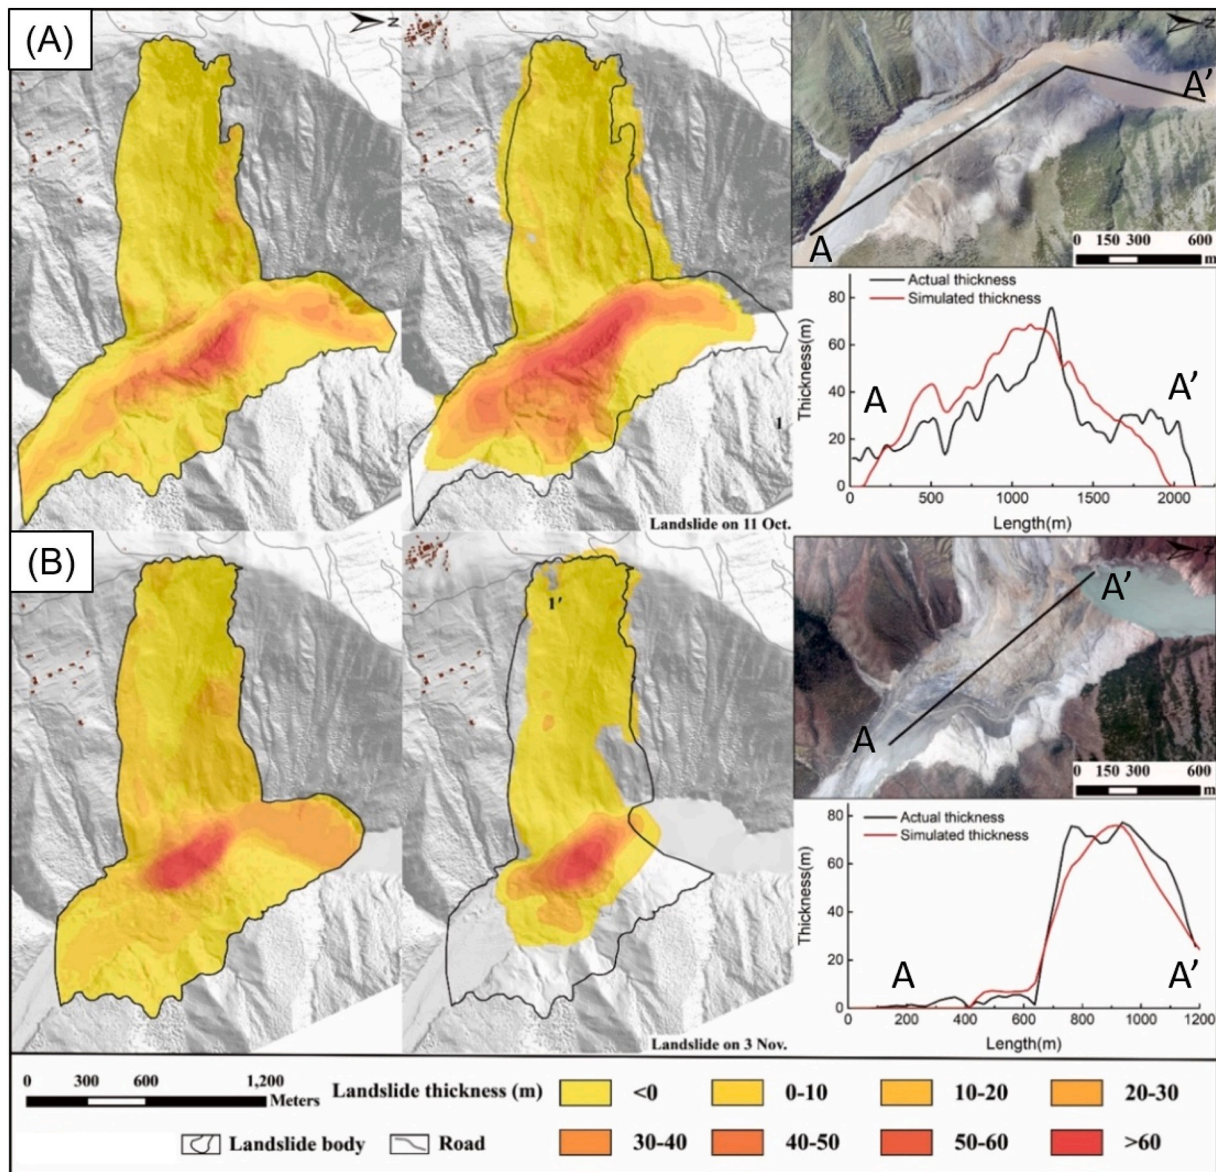 (A)
N
N
A
A'
0 150 300 600
m
Actual thickness
Simulated thickness
Thickness(m)
80
60
40
20
0
A
A'
0 500 1000 1500 2000
Length(m)
1
Landslide on 11 Oct.
(B)
1'
A
A'
0 150 300 600
m
Actual thickness
Simulated thickness
Thickness(m)
80
60
40
20
0
A
A'
0 200 400 600 800 1000 1200
Length(m)
Landslide on 3 Nov.
0 300 600 1,200
Meters
Landslide thickness (m)
<0 0-10 10-20 20-30
Landslide body Road
30-40 40-50 50-60 >60